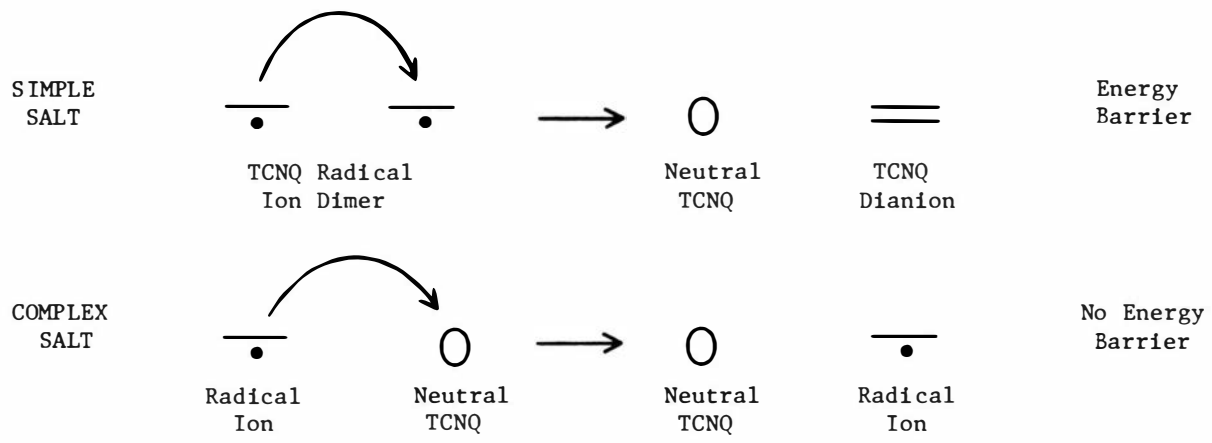 SIMPLE
SALT
TCNQ Radical
Ion Dimer
Neutral
TCNQ
TCNQ
Dianion
Energy
Barrier
COMPLEX
SALT
Radical
Ion
Neutral
TCNQ
Neutral
TCNQ
Radical
Ion
No Energy
Barrier